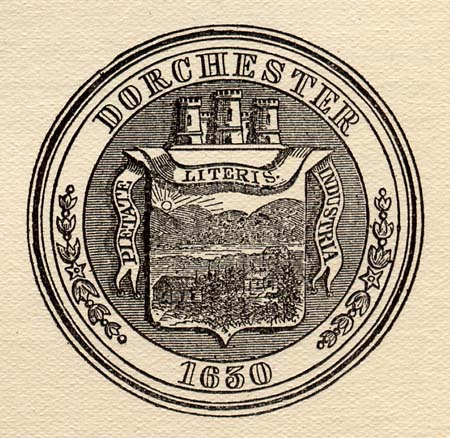 DORCHESTER
PIETATE
LITERIS.
INDUSTRIA
1630